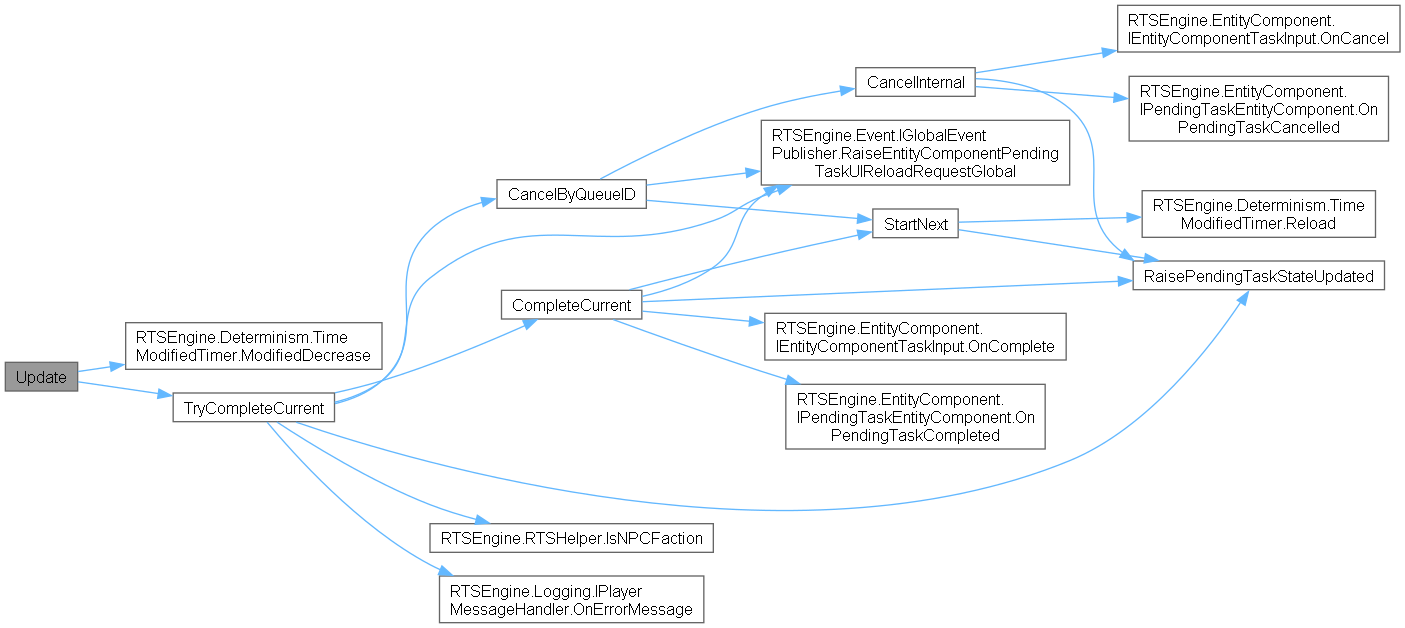 RTSEngine.EntityComponent.
IEntityComponentTaskInput.OnCancel
CancelInternal
RTSEngine.EntityComponent.
IPendingTaskEntityComponent.On
PendingTaskCancelled
RTSEngine.Event.IGlobalEvent
Publisher.RaiseEntityComponentPending
TaskUIReloadRequestGlobal
CancelByQueueID
StartNext
RTSEngine.Determinism.Time
ModifiedTimer.Reload
RaisePendingTaskStateUpdated
CompleteCurrent
RTSEngine.EntityComponent.
IEntityComponentTaskInput.OnComplete
RTSEngine.Determinism.Time
ModifiedTimer.ModifiedDecrease
Update
TryCompleteCurrent
RTSEngine.EntityComponent.
IPendingTaskEntityComponent.On
PendingTaskCompleted
RTSEngine.RTSHelper.IsNPCFaction
RTSEngine.Logging.IPlayer
MessageHandler.OnErrorMessage